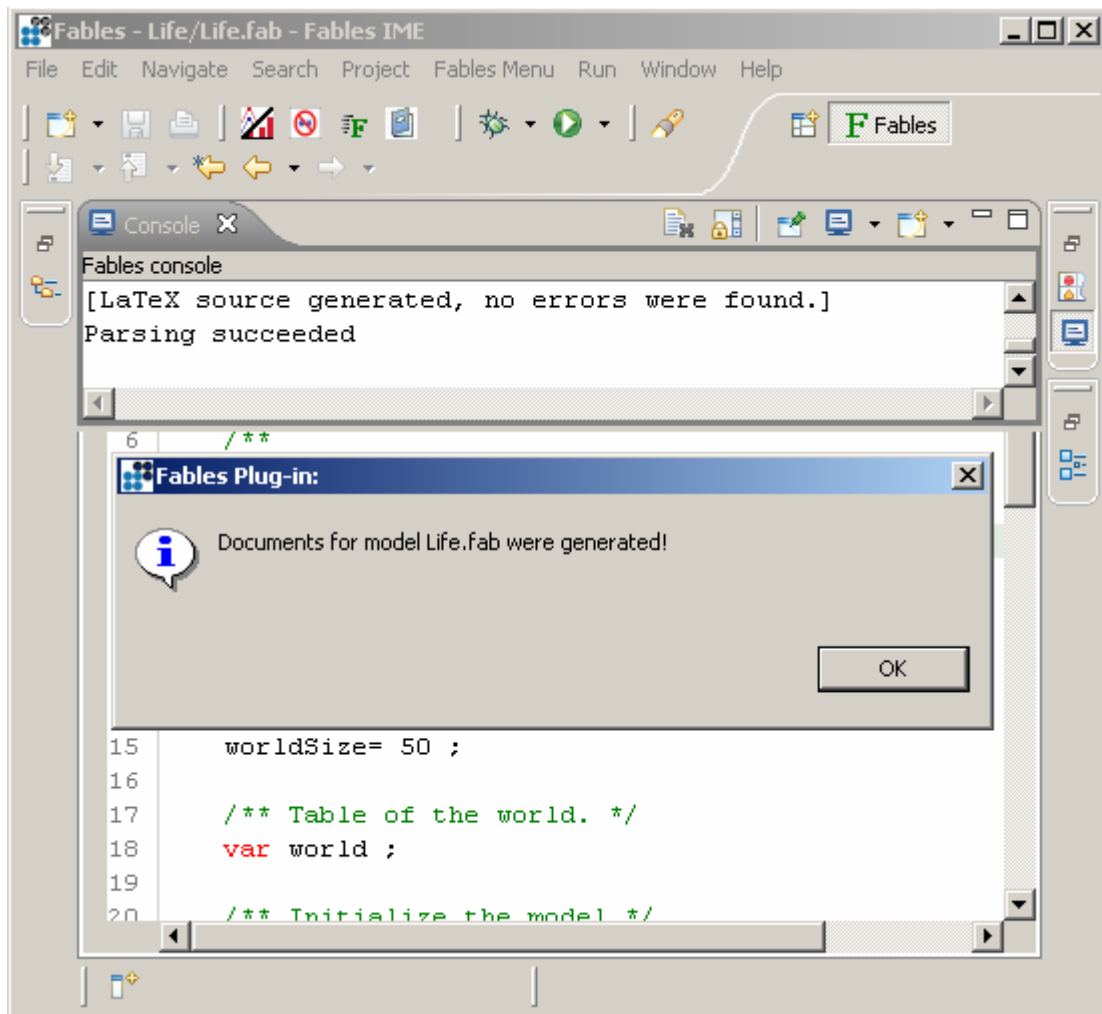 Fables - Life/Life.fab - Fables IME
File Edit Navigate Search Project Fables Menu Run Window Help
F Fables
Console
Fables console
[LaTeX source generated, no errors were found.]
Parsing succeeded
6 /**
Fables Plug-in:
Documents for model Life.fab were generated!
OK
15 worldSize= 50 ;
16
17 /** Table of the world. */
18 var world ;
19
20 /** Initialize the model */